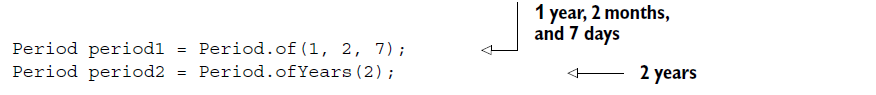 1 year, 2 months,
and 7 days
Period period1 = Period.of(1, 2, 7);
Period period2 = Period.ofYears(2);
2 years